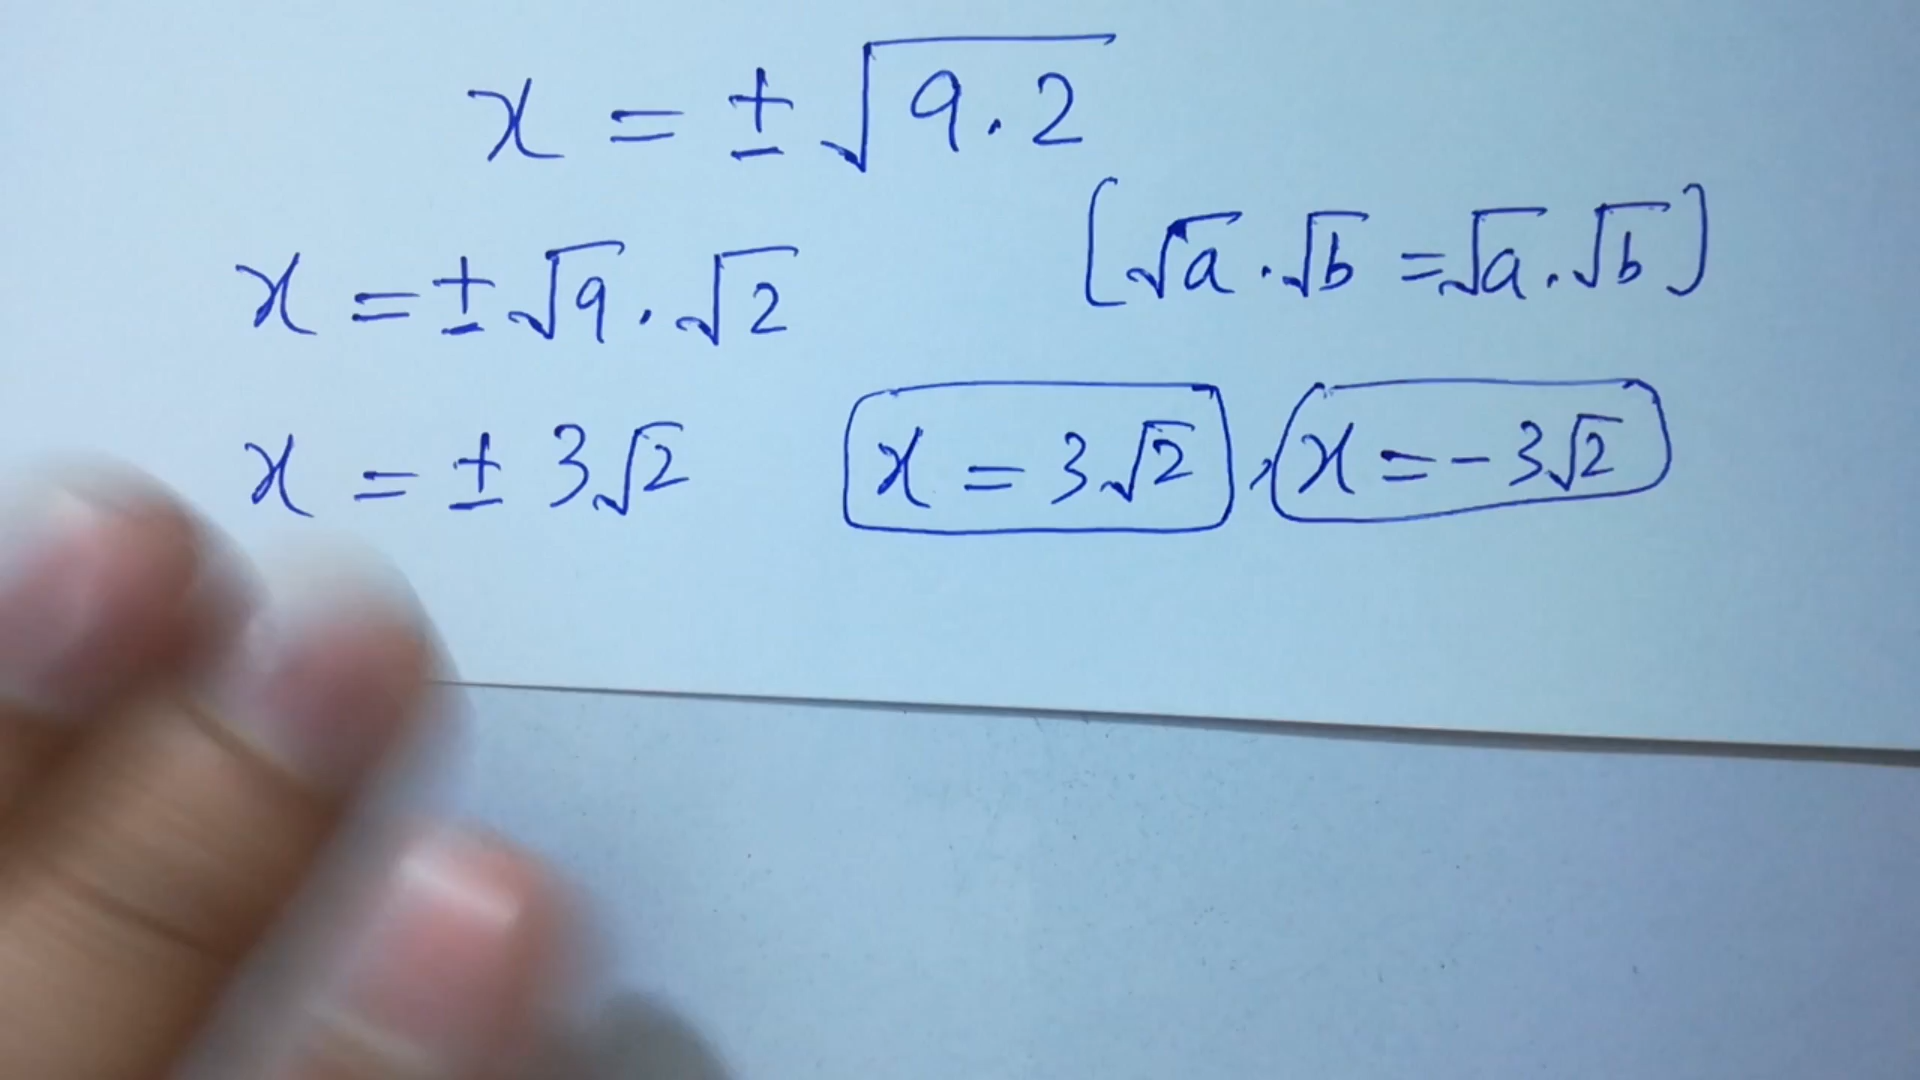 x = ± √9.2
[√a . √b = √a . √b]
x = ± √9 . √2
x = ± 3√2 x = 3√2 , x = - 3√2